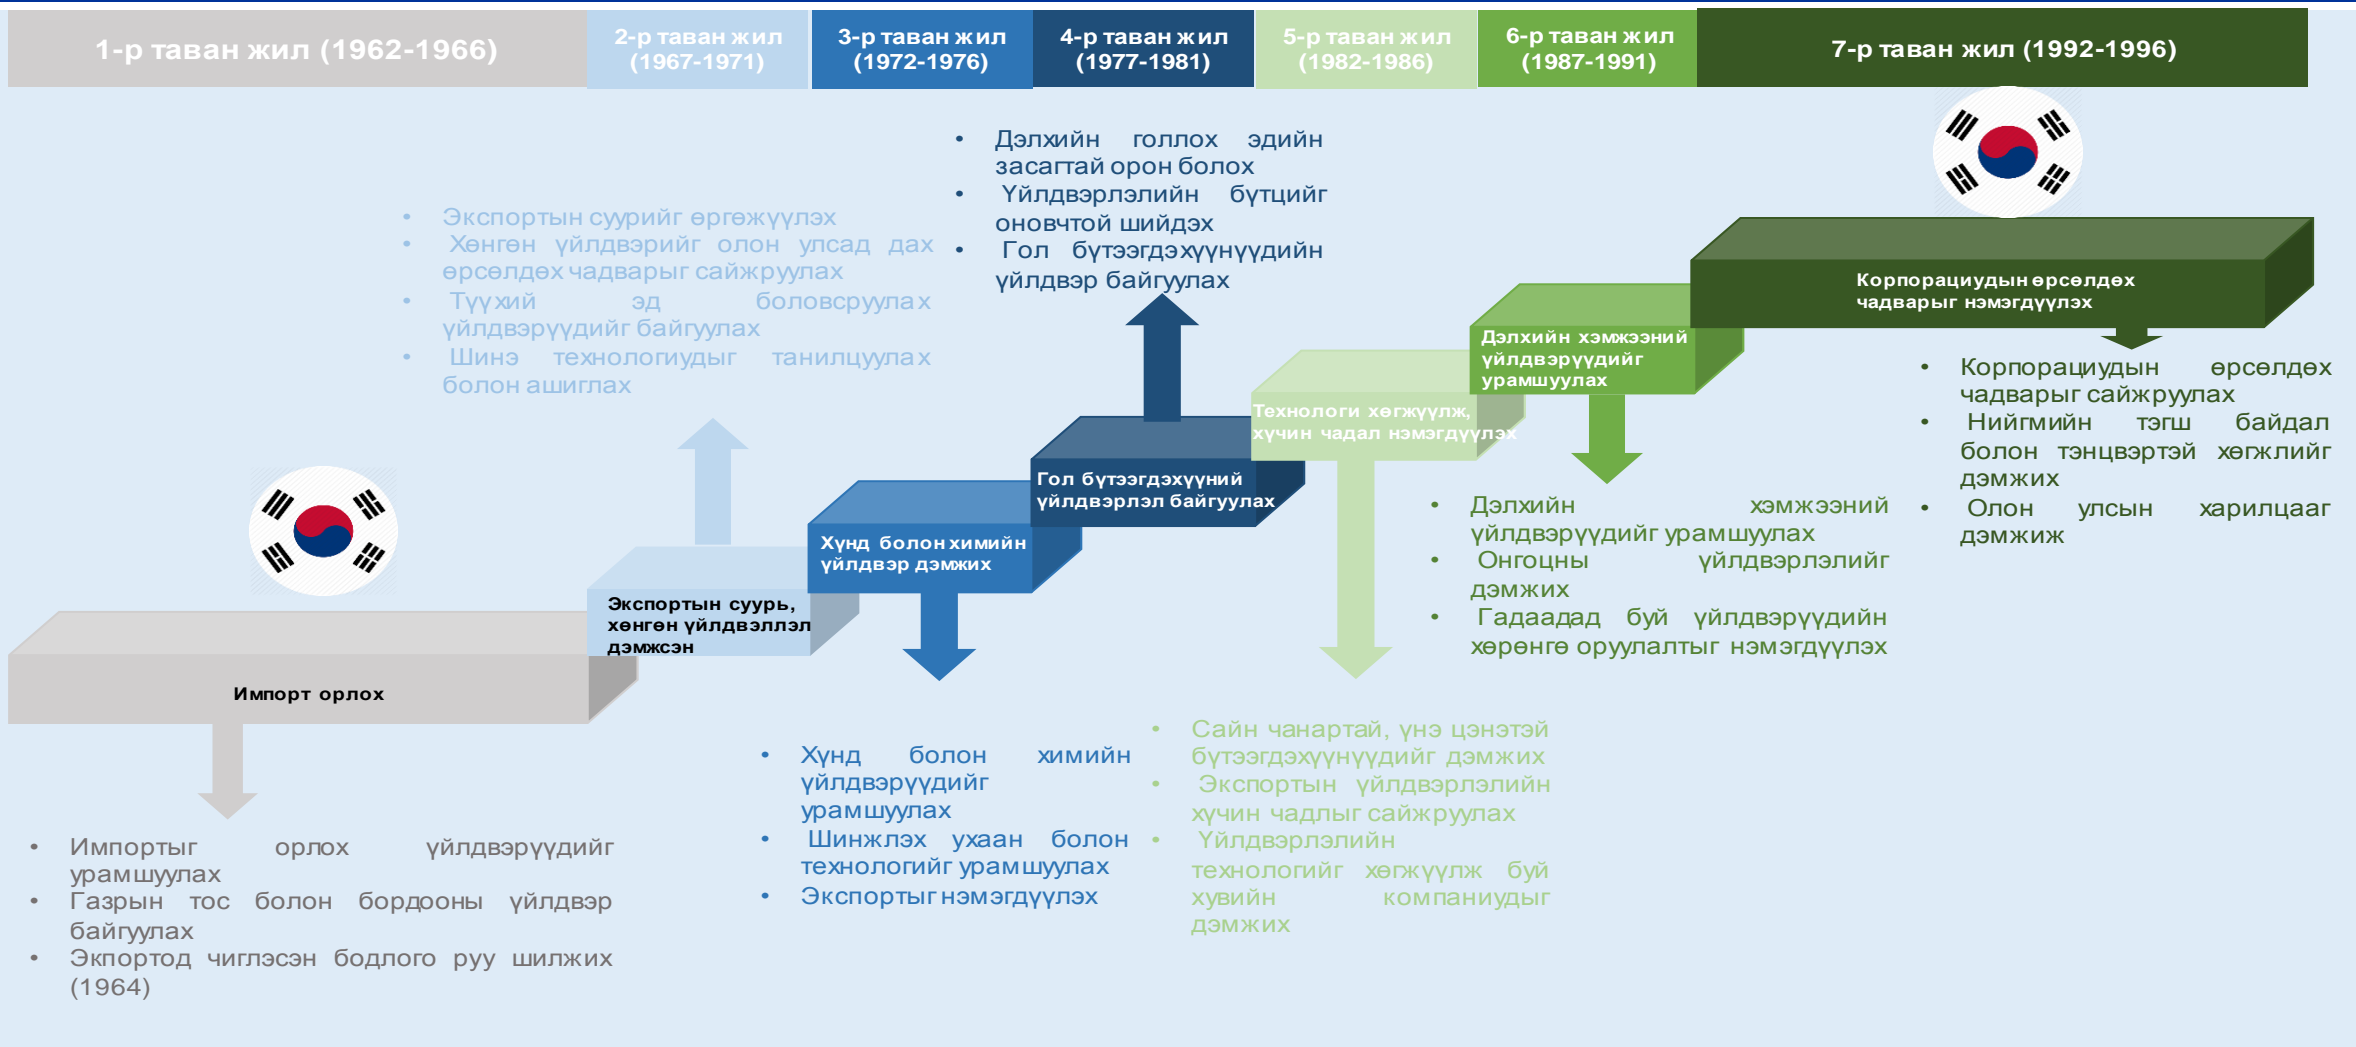 1-р таван жил (1962-1966)
2-р таван жил
(1967-1971)
3-р таван жил
(1972-1976)
4-р таван жил
(1977-1981)
5-р таван жил
(1982-1986)
6-р таван жил
(1987-1991)
7-р таван жил (1992-1996)
• Дэлхийн голлох эдийн
засагтай орон болох
• Үйлдвэрлэлийн бүтцийг
оновчтой шийдэх
• Гол бүтээгдэхүүнүүдийн
үйлдвэр байгуулах
• Экспортын суурийг өргөжүүлэх
• Хөнгөн үйлдвэрийг олон улсад дах
өрсөлдөх чадварыг сайжруулах
• Түүхий эд боловсруулах
үйлдвэрүүдийг байгуулах
• Шинэ технологиудыг танилцуулах
болон ашиглах
Корпорациудын өрсөлдөх
чадварыг нэмэгдүүлэх
Дэлхийн хэмжээний
үйлдвэрүүдийг
урамшуулах
Технологи хөгжүүлж,
хүчин чадал нэмэгдүүлэх
Гол бүтээгдэхүүний
үйлдвэрлэл байгуулах
Хүнд болон химийн
үйлдвэр дэмжих
Экспортын суурь,
хөнгөн үйлдвэллэл
дэмжсэн
Импорт орлох
• Корпорациудын өрсөлдөх
чадварыг сайжруулах
• Нийгмийн тэгш байдал
болон тэнцвэртэй хөгжлийг
дэмжих
• Олон улсын харилцааг
дэмжиж
• Дэлхийн хэмжээний
үйлдвэрүүдийг урамшуулах
• Онгоцны үйлдвэрлэлийг
дэмжих
• Гадаадад буй үйлдвэрүүдийн
хөрөнгө оруулалтыг нэмэгдүүлэх
• Сайн чанартай, үнэ цэнэтэй
бүтээгдэхүүнүүдийг дэмжих
• Экспортын үйлдвэрлэлийн
хүчин чадлыг сайжруулах
• Үйлдвэрлэлийн
технологийг хөгжүүлж буй
хувийн компаниудыг
дэмжих
• Хүнд болон химийн
үйлдвэрүүдийг
урамшуулах
• Шинжлэх ухаан болон
технологийг урамшуулах
• Экспортыг нэмэгдүүлэх
• Импортыг орлох үйлдвэрүүдийг
урамшуулах
• Газрын тос болон бордооны үйлдвэр
байгуулах
• Экпортод чиглэсэн бодлого руу шилжих
(1964)